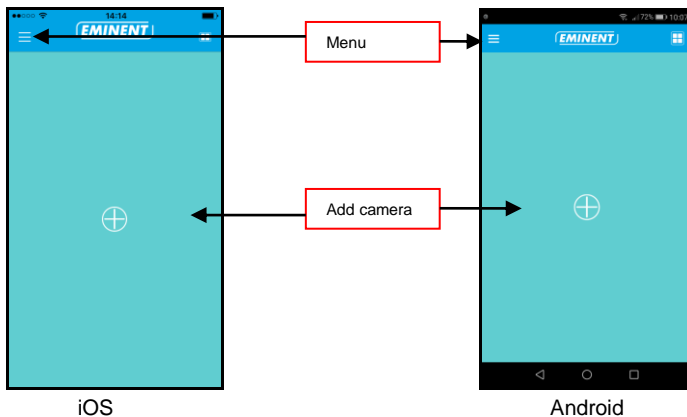 14:14
EMINENT
Menu
72% 10:07
EMINENT
Add camera
iOS
Android